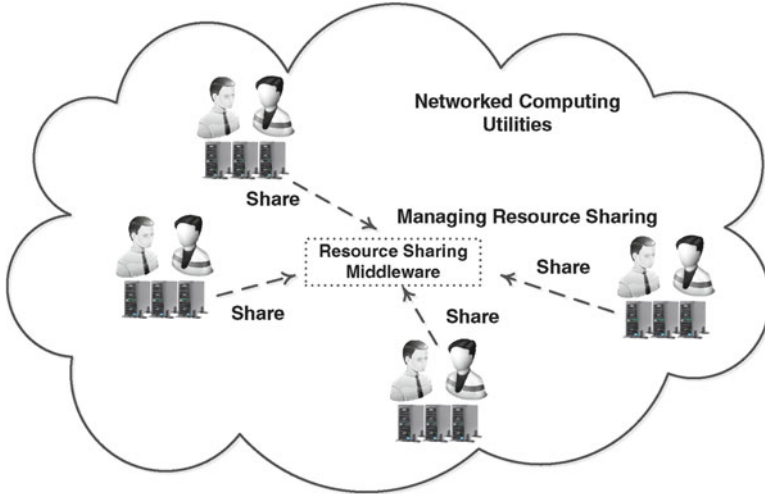 Networked Computing
Utilities
Share
Managing Resource Sharing
Resource Sharing
Middleware
Share
Share
Share